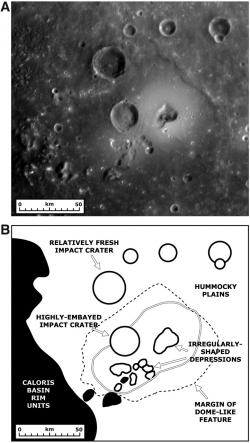 A
0 50
km
B
RELATIVELY FRESH
IMPACT CRATER
HUMMOCKY
PLAINS
HIGHLY-EMBAYED
IMPACT CRATER
IRREGULARLY-
SHAPED
DEPRESSIONS
CALORIS
BASIN
RIM
UNITS
MARGIN OF
DOME-LIKE
FEATURE
0 50
km